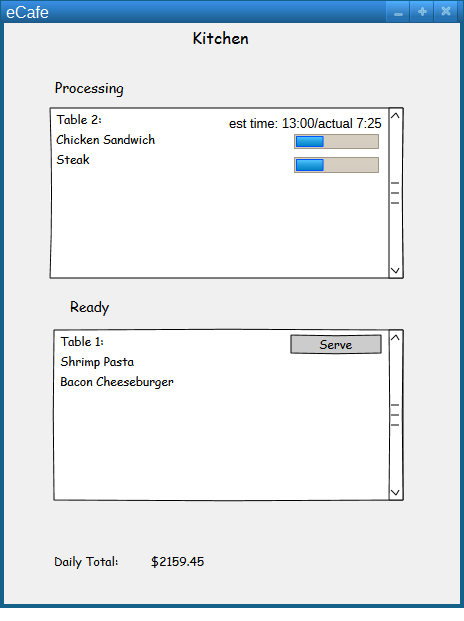 eCafe
Kitchen
Processing
Table 2:
est time: 13:00/actual 7:25
Chicken Sandwich
Steak
Ready
Table 1:
Serve
Shrimp Pasta
Bacon Cheeseburger
Daily Total: $2159.45